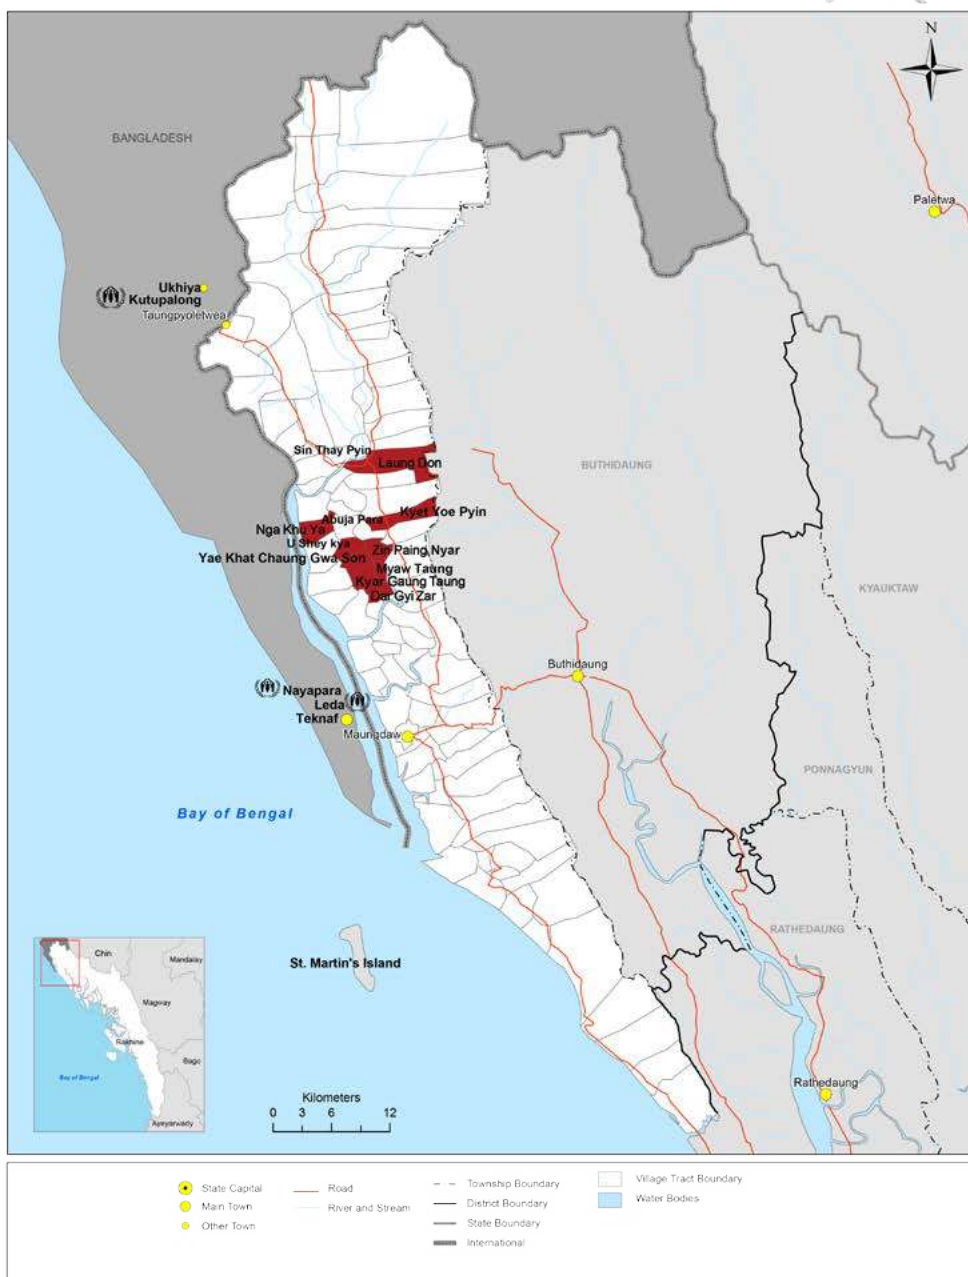 N
BANGLADESH
Paletwa
Ukhiya
Kutupalong
Taungpyoletwea
Sin Thay Pyin
Laung Don
BUTHIDAUNG
Kyet Yoe Pyin
Abuja Para
Nga Khu Ya
U Shey kya
Zin Paing Nyar
Yae Khat Chaung Gwa Son
Myaw Taung
Kyar Gaung Taung
Dar Gyi Zar
KYAUKTAW
Buthidaung
Nayapara
Leda
Teknaf
Maungdaw
PONNAGYUN
Bay of Bengal
RATHEDAUNG
St. Martin's Island
Chin
Mandalay
Magway
Rakhine
Bago
Bay of Bengal
Ayeyarwady
Rathedaung
Kilometers
0 3 6 12
State Capital
Main Town
Other Town
Road
River and Stream
Township Boundary
District Boundary
State Boundary
International
Village Tract Boundary
Water Bodies